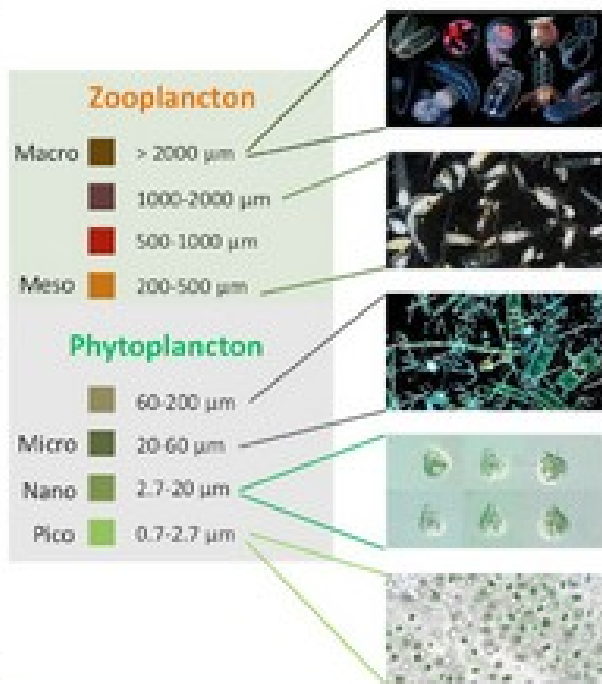 Zooplancton
Macro > 2000 µm
1000-2000 µm
500-1000 µm
Meso 200-500 µm
Phytoplancton
60-200 µm
Micro 20-60 µm
Nano 2.7-20 µm
Pico 0.7-2.7 µm